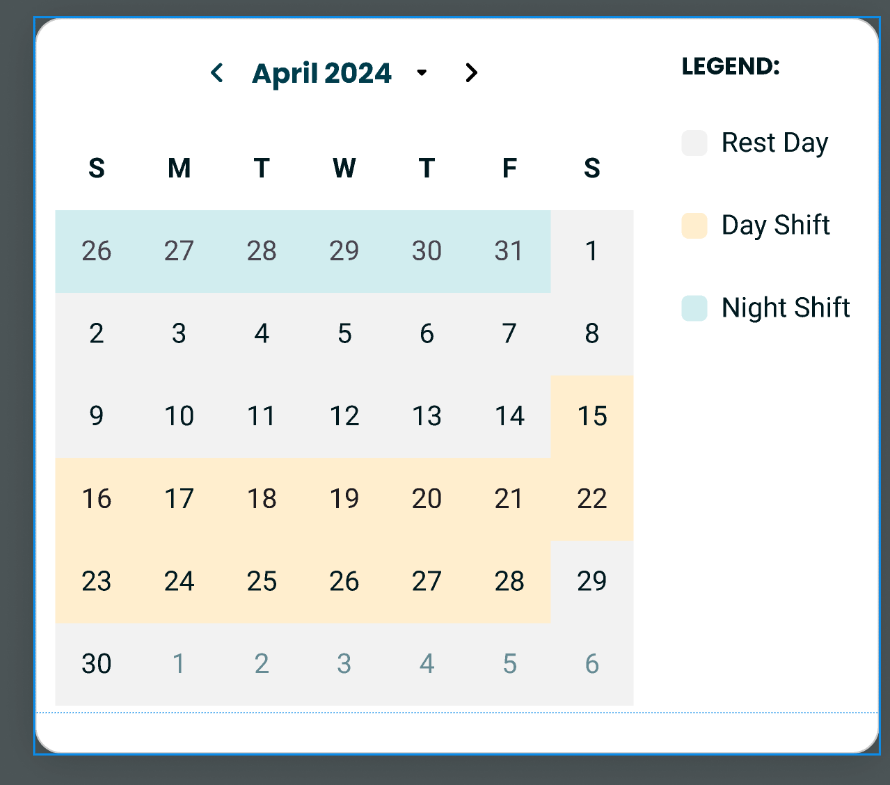 April 2024
LEGEND:
Rest Day
Day Shift
Night Shift
S M T W T F S
26 27 28 29 30 31 1
2 3 4 5 6 7 8
9 10 11 12 13 14 15
16 17 18 19 20 21 22
23 24 25 26 27 28 29
30 1 2 3 4 5 6